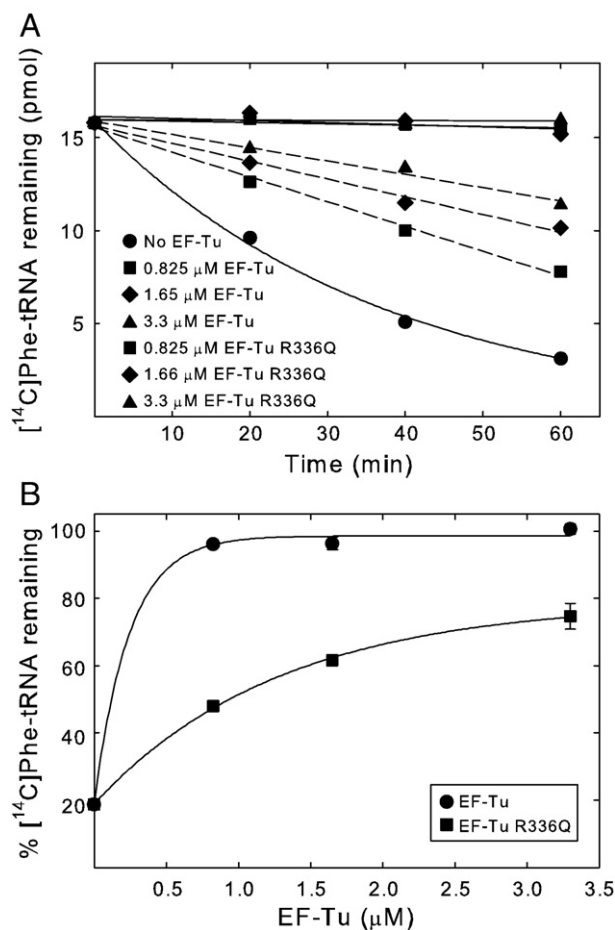 A
[¹⁴C]Phe-tRNA remaining (pmol)
15
10
5
No EF-Tu
0.825 μM EF-Tu
1.65 μM EF-Tu
3.3 μM EF-Tu
0.825 μM EF-Tu R336Q
1.66 μM EF-Tu R336Q
3.3 μM EF-Tu R336Q
10 20 30 40 50 60
Time (min)
B
% [¹⁴C]Phe-tRNA remaining
100
80
60
40
20
EF-Tu
EF-Tu R336Q
0.5 1.0 1.5 2.0 2.5 3.0 3.5
EF-Tu (μM)